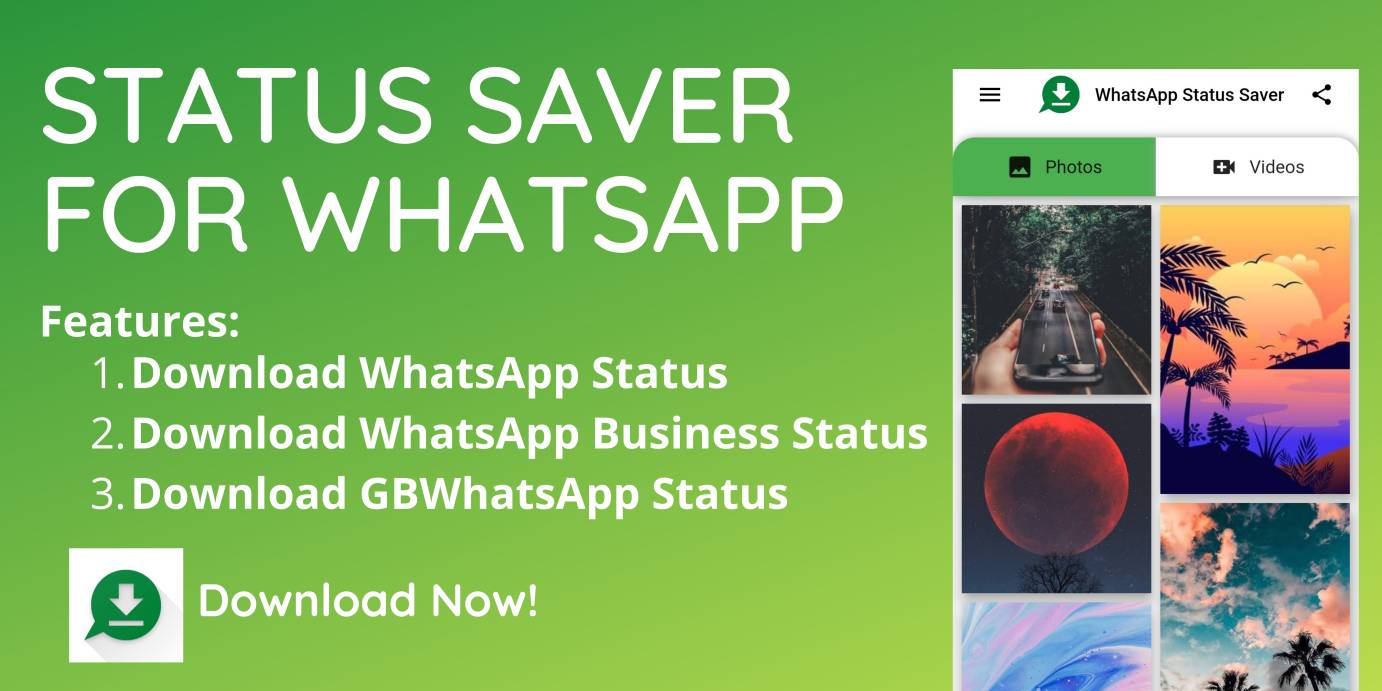 STATUS SAVER
FOR WHATSAPP
Features:
1. Download WhatsApp Status
2. Download WhatsApp Business Status
3. Download GBWhatsApp Status
Download Now!
WhatsApp Status Saver
Photos
Videos